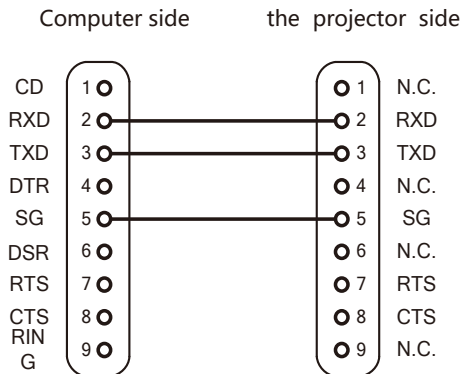 Computer side the projector side
CD 1 1 N.C.
RXD 2 2 RXD
TXD 3 3 TXD
DTR 4 4 N.C.
SG 5 5 SG
DSR 6 6 N.C.
RTS 7 7 RTS
CTS 8 8 CTS
RIN
G 9 9 N.C.